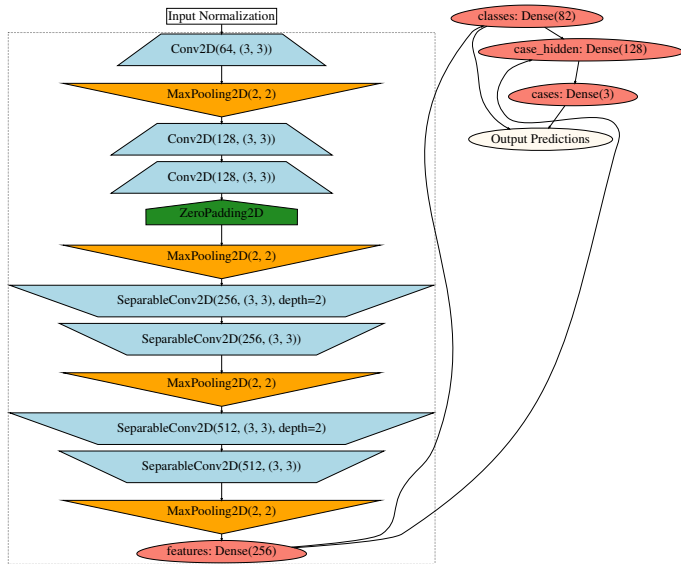 Input Normalization
Conv2D(64, (3, 3))
MaxPooling2D(2, 2)
Conv2D(128, (3, 3))
Conv2D(128, (3, 3))
ZeroPadding2D
MaxPooling2D(2, 2)
SeparableConv2D(256, (3, 3), depth=2)
SeparableConv2D(256, (3, 3))
MaxPooling2D(2, 2)
SeparableConv2D(512, (3, 3), depth=2)
SeparableConv2D(512, (3, 3))
MaxPooling2D(2, 2)
features: Dense(256)
classes: Dense(82)
case_hidden: Dense(128)
cases: Dense(3)
Output Predictions